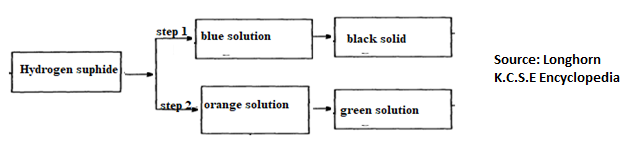 Hydrogen suphide
step 1
blue solution
black solid
step 2
orange solution
green solution
Source: Longhorn
K.C.S.E Encyclopedia